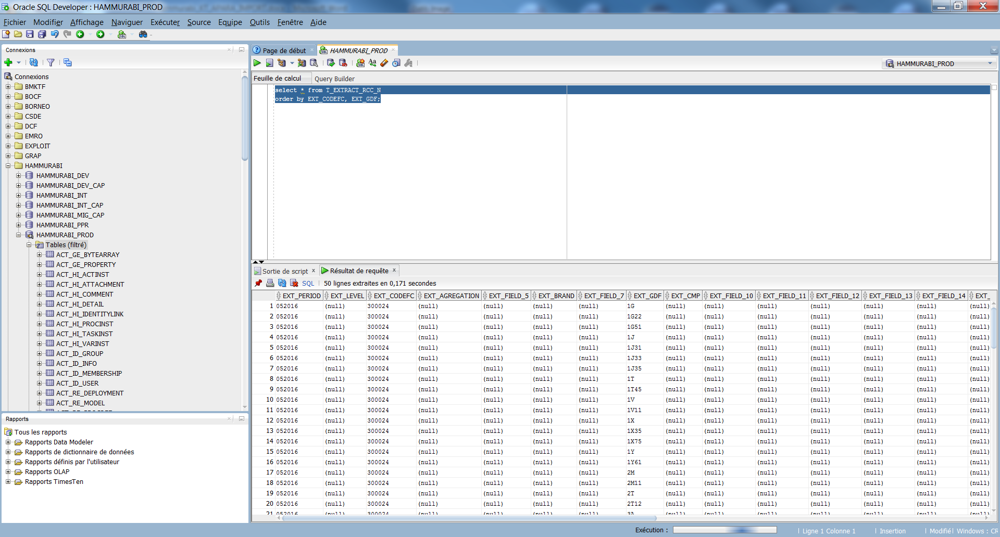 Oracle SQL Developer : HAMMURABI_PROD
Fichier Modifier Affichage Naviguer Exécuter Source Equipe Outils Fenêtre Aide
Connexions
Connexions
BMKTF
BOCF
BORNEO
CSDE
DCF
EMRO
EXPLOIT
GRAP
HAMMURABI
HAMMURABI_DEV
HAMMURABI_DEV_CAP
HAMMURABI_INT
HAMMURABI_INT_CAP
HAMMURABI_MIG_CAP
HAMMURABI_PPR
HAMMURABI_PROD
Tables (filtré)
ACT_GE_BYTEARRAY
ACT_GE_PROPERTY
ACT_HI_ACTINST
ACT_HI_ATTACHMENT
ACT_HI_COMMENT
ACT_HI_DETAIL
ACT_HI_IDENTITYLINK
ACT_HI_PROCINST
ACT_HI_TASKINST
ACT_HI_VARINST
ACT_ID_GROUP
ACT_ID_INFO
ACT_ID_MEMBERSHIP
ACT_ID_USER
ACT_RE_DEPLOYMENT
ACT_RE_MODEL
Rapports
Tous les rapports
Rapports Data Modeler
Rapports de dictionnaire de données
Rapports définis par l'utilisateur
Rapports OLAP
Rapports TimesTen
Page de début HAMMURABI_PROD
HAMMURABI_PROD
Feuille de calcul Query Builder
select * from T_EXTRACT_RCC_N
order by EXT_CODEFC, EXT_GDF;
Sortie de script Résultat de requête
SQL 50 lignes extraites en 0,171 secondes
EXT_PERIOD EXT_LEVEL EXT_CODEFC EXT_AGREGATION EXT_FIELD_5 EXT_BRAND EXT_FIELD_7 EXT_GDF EXT_CMP EXT_FIELD_10 EXT_FIELD_11 EXT_FIELD_12 EXT_FIELD_13 EXT_FIELD_14 EXT_
1 052016 (null) 300024 (null) (null) (null) (null) 1G (null) (null) (null) (null) (null) (null) (null)
2 052016 (null) 300024 (null) (null) (null) (null) 1G22 (null) (null) (null) (null) (null) (null) (null)
3 052016 (null) 300024 (null) (null) (null) (null) 1G51 (null) (null) (null) (null) (null) (null) (null)
4 052016 (null) 300024 (null) (null) (null) (null) 1J (null) (null) (null) (null) (null) (null) (null)
5 052016 (null) 300024 (null) (null) (null) (null) 1J31 (null) (null) (null) (null) (null) (null) (null)
6 052016 (null) 300024 (null) (null) (null) (null) 1J33 (null) (null) (null) (null) (null) (null) (null)
7 052016 (null) 300024 (null) (null) (null) (null) 1J35 (null) (null) (null) (null) (null) (null) (null)
8 052016 (null) 300024 (null) (null) (null) (null) 1T (null) (null) (null) (null) (null) (null) (null)
9 052016 (null) 300024 (null) (null) (null) (null) 1T45 (null) (null) (null) (null) (null) (null) (null)
10 052016 (null) 300024 (null) (null) (null) (null) 1V (null) (null) (null) (null) (null) (null) (null)
11 052016 (null) 300024 (null) (null) (null) (null) 1V11 (null) (null) (null) (null) (null) (null) (null)
12 052016 (null) 300024 (null) (null) (null) (null) 1X (null) (null) (null) (null) (null) (null) (null)
13 052016 (null) 300024 (null) (null) (null) (null) 1X35 (null) (null) (null) (null) (null) (null) (null)
14 052016 (null) 300024 (null) (null) (null) (null) 1X75 (null) (null) (null) (null) (null) (null) (null)
15 052016 (null) 300024 (null) (null) (null) (null) 1Y (null) (null) (null) (null) (null) (null) (null)
16 052016 (null) 300024 (null) (null) (null) (null) 1Y61 (null) (null) (null) (null) (null) (null) (null)
17 052016 (null) 300024 (null) (null) (null) (null) 2M (null) (null) (null) (null) (null) (null) (null)
18 052016 (null) 300024 (null) (null) (null) (null) 2M11 (null) (null) (null) (null) (null) (null) (null)
19 052016 (null) 300024 (null) (null) (null) (null) 2T (null) (null) (null) (null) (null) (null) (null)
20 052016 (null) 300024 (null) (null) (null) (null) 2T12 (null) (null) (null) (null) (null) (null) (null)
21 052016 (null) 300024 (null) (null) (null) (null) 3A (null) (null) (null) (null) (null) (null) (null)
Exécution : Ligne 1 Colonne 1 Insertion Modifié Windows : CR